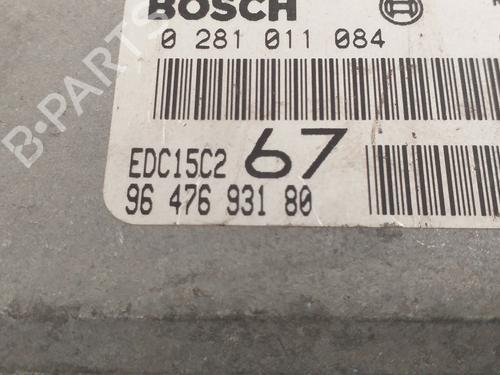 BOSCH
0 281 011 084
EDC15C2 67
96 476 931 80
B-PARTS